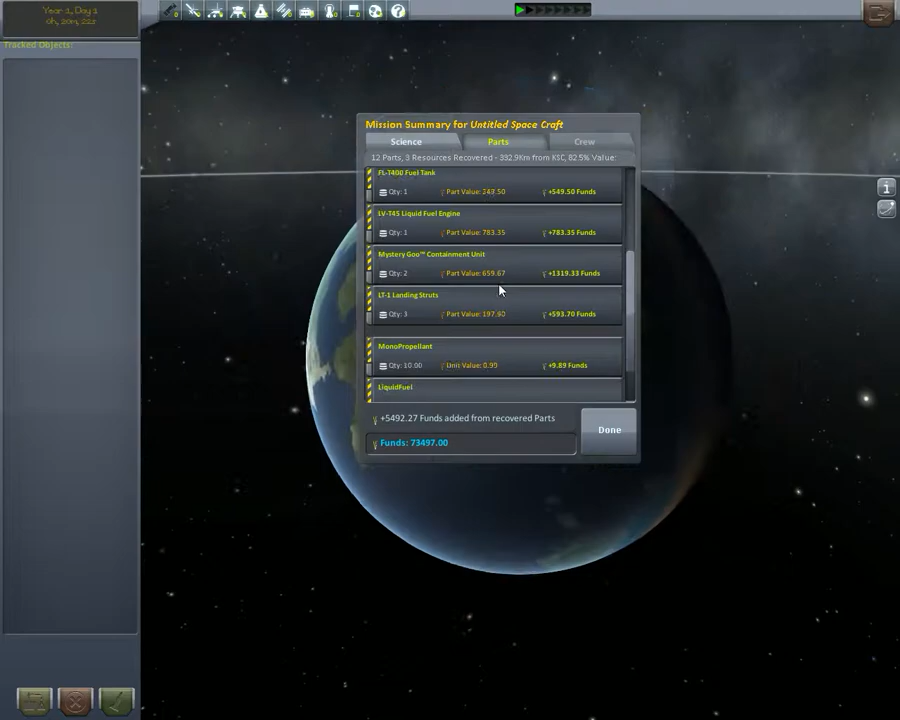 Year 1, Day 1
0h, 20m, 22s
Tracked Objects:
Mission Summary for Untitled Space Craft
Science
Parts
Crew
12 Parts, 3 Resources Recovered - 392.9Km from KSC, 82.5% Value:
FL-T400 Fuel Tank
Qty: 1 Part Value: 243.50 +549.50 Funds
LV-T45 Liquid Fuel Engine
Qty: 1 Part Value: 783.35 +783.35 Funds
Mystery Goo™ Containment Unit
Qty: 2 Part Value: 659.67 +1319.33 Funds
LT-1 Landing Struts
Qty: 3 Part Value: 197.90 +593.70 Funds
MonoPropellant
Qty: 10.00 Unit Value: 0.99 +9.89 Funds
LiquidFuel
+5492.27 Funds added from recovered Parts
Funds: 73497.00
Done